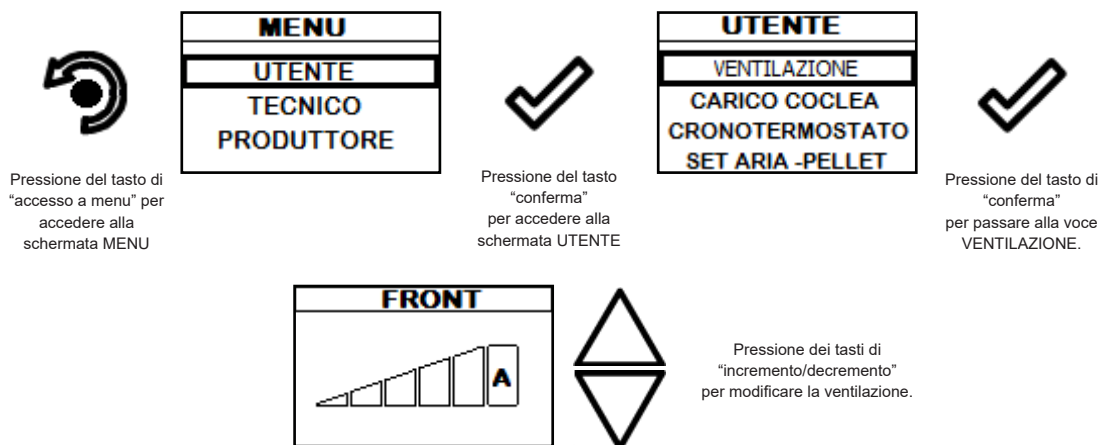 MENU
UTENTE
TECNICO
PRODUTTORE
UTENTE
VENTILAZIONE
CARICO COCLEA
CRONOTERMOSTATO
SET ARIA -PELLET
Pressione del tasto di
“accesso a menu” per
accedere alla
schermata MENU
Pressione del tasto
“conferma”
per accedere alla
schermata UTENTE
Pressione del tasto di
“conferma”
per passare alla voce
VENTILAZIONE.
FRONT
A
Pressione dei tasti di
“incremento/decremento”
per modificare la ventilazione.